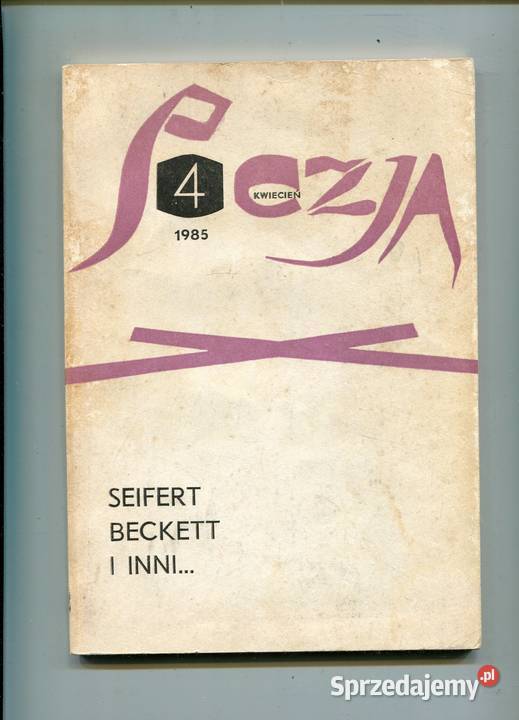 POEZJA
4
KWIECIEŃ
1985
SEIFERT
BECKETT
I INNI...
Sprzedajemy.pl